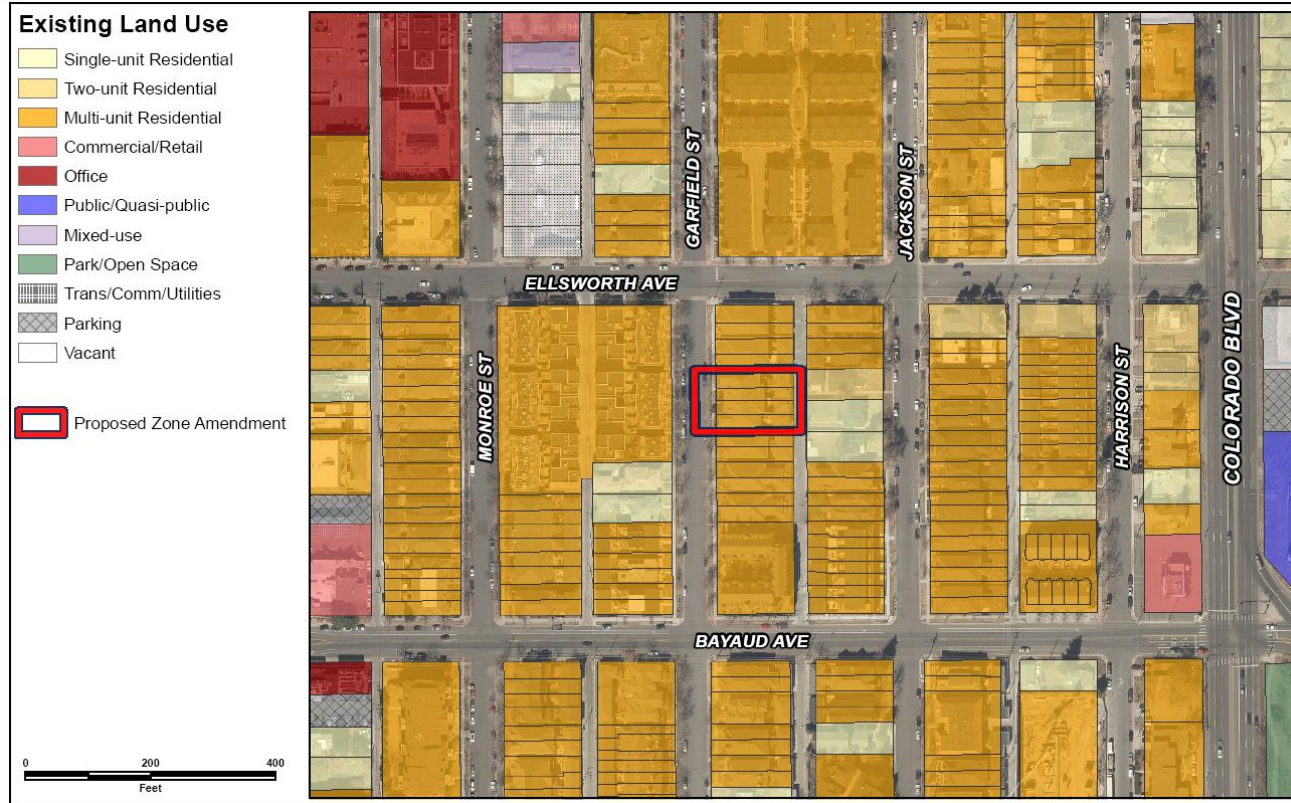 Existing Land Use
Single-unit Residential
Two-unit Residential
Multi-unit Residential
Commercial/Retail
Office
Public/Quasi-public
Mixed-use
Park/Open Space
Trans/Comm/Utilities
Parking
Vacant
Proposed Zone Amendment
0 200 400
Feet
GARFIELD ST
JACKSON ST
ELLSWORTH AVE
MONROE ST
HARRISON ST
COLORADO BLVD
BAYAUD AVE